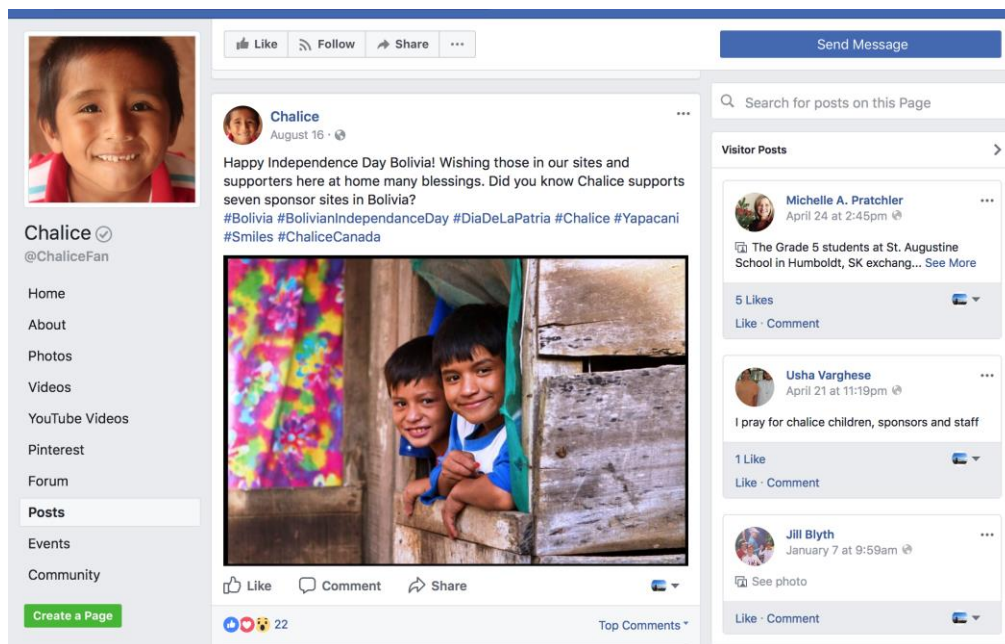 Like
Follow
Share
Send Message
Chalice
@ChaliceFan
Home
About
Photos
Videos
YouTube Videos
Pinterest
Forum
Posts
Events
Community
Create a Page
Chalice
August 16 ·
Happy Independence Day Bolivia! Wishing those in our sites and
supporters here at home many blessings. Did you know Chalice supports
seven sponsor sites in Bolivia?
#Bolivia #BolivianIndependanceDay #DiaDeLaPatria #Chalice #Yapacani
#Smiles #ChaliceCanada
Like
Comment
Share
22
Top Comments
Search for posts on this Page
Visitor Posts
Michelle A. Pratchler
April 24 at 2:45pm
The Grade 5 students at St. Augustine
School in Humboldt, SK exchang... See More
5 Likes
Like · Comment
Usha Varghese
April 21 at 11:19pm
I pray for chalice children, sponsors and staff
1 Like
Like · Comment
Jill Blyth
January 7 at 9:59am
See photo
Like · Comment